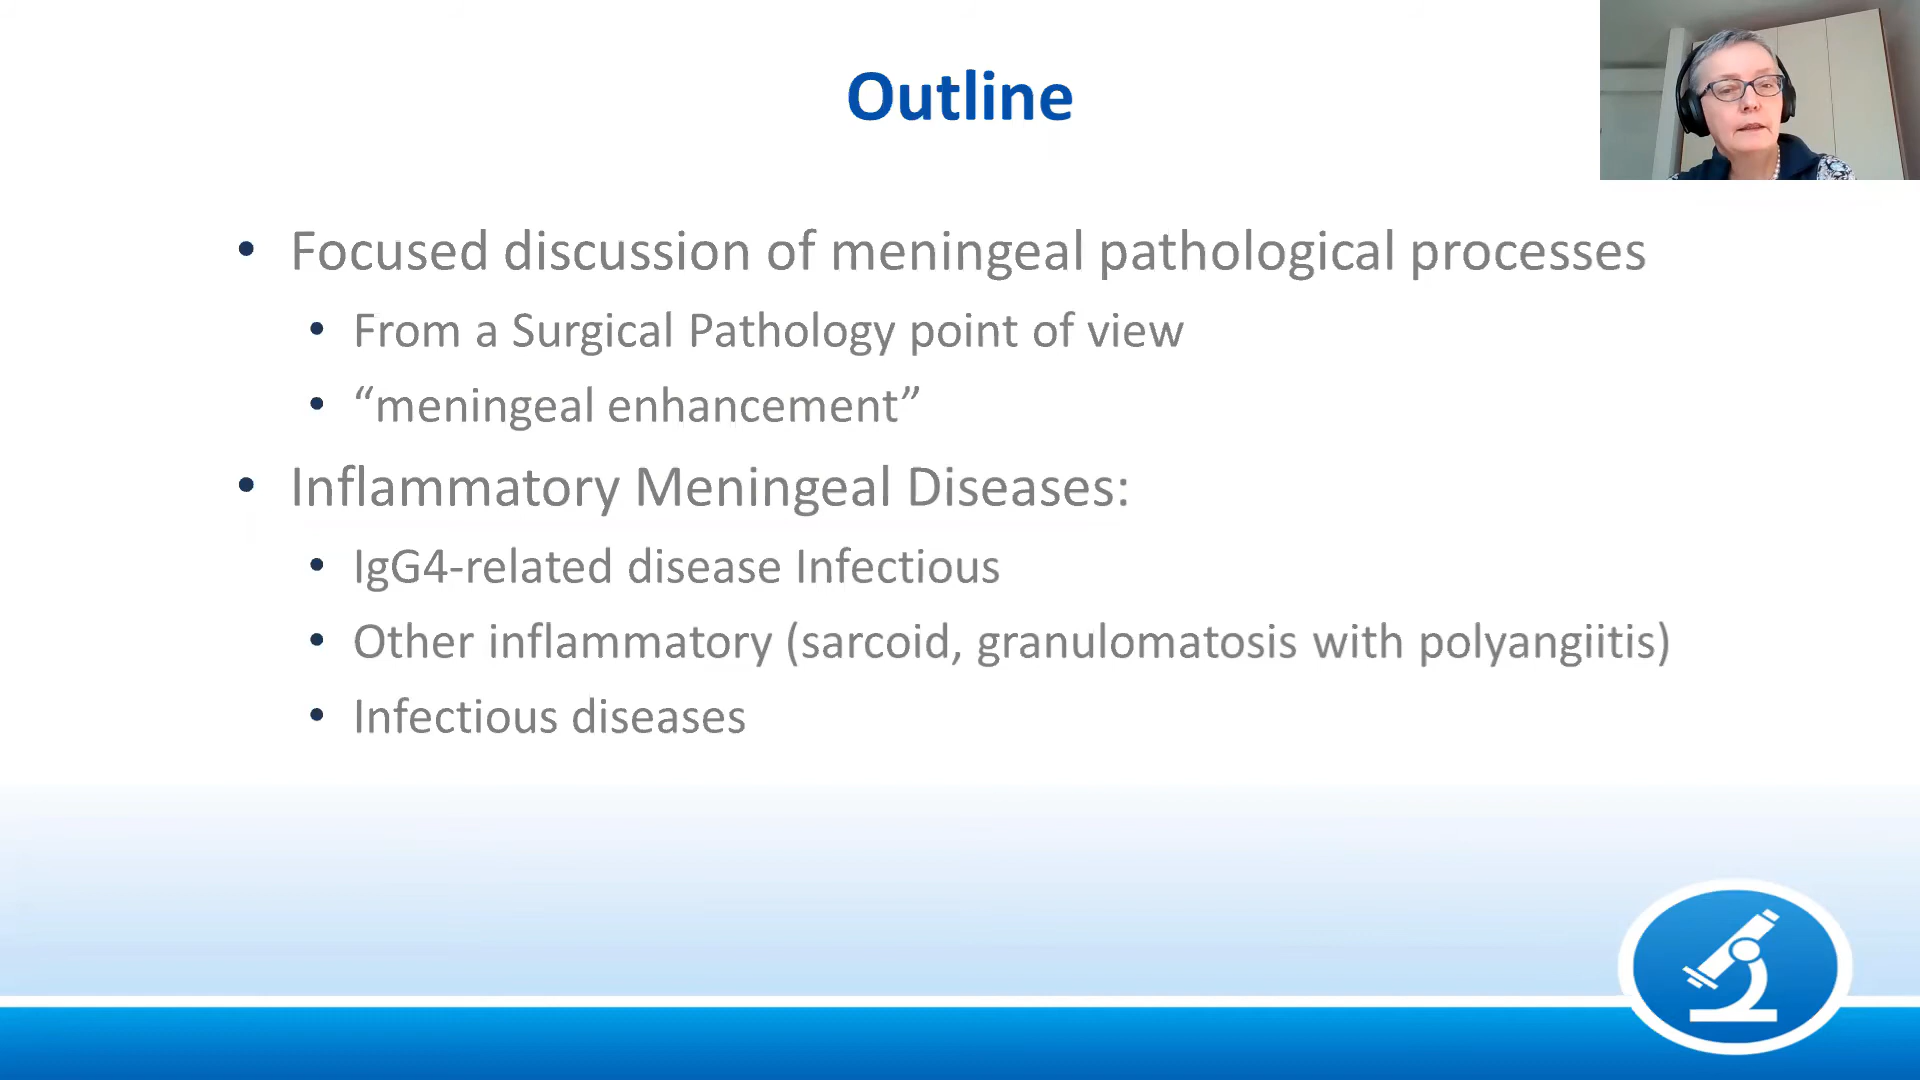 Outline
• Focused discussion of meningeal pathological processes
• From a Surgical Pathology point of view
• “meningeal enhancement”
• Inflammatory Meningeal Diseases:
• IgG4-related disease Infectious
• Other inflammatory (sarcoid, granulomatosis with polyangiitis)
• Infectious diseases